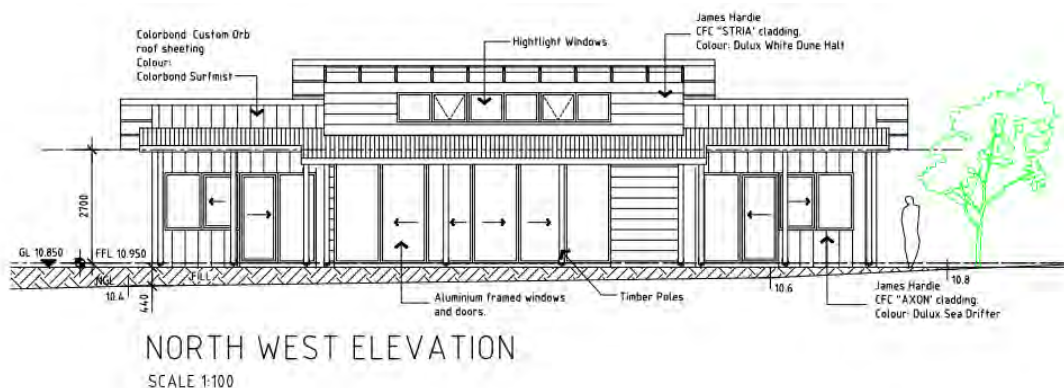 Colorbond Custom Orb
roof sheeting
Colour:
Colorbond Surfmist
Hightlight Windows
James Hardie
CFC "STRIA' cladding.
Colour: Dulux White Dune Half
2700
GL 10.850
FFL 10.950
NGL
FILL
10.4
440
Aluminium framed windows
and doors.
Timber Poles
10.6
10.8
James Hardie
CFC "AXON' cladding.
Colour: Dulux Sea Drifter
NORTH WEST ELEVATION
SCALE 1:100